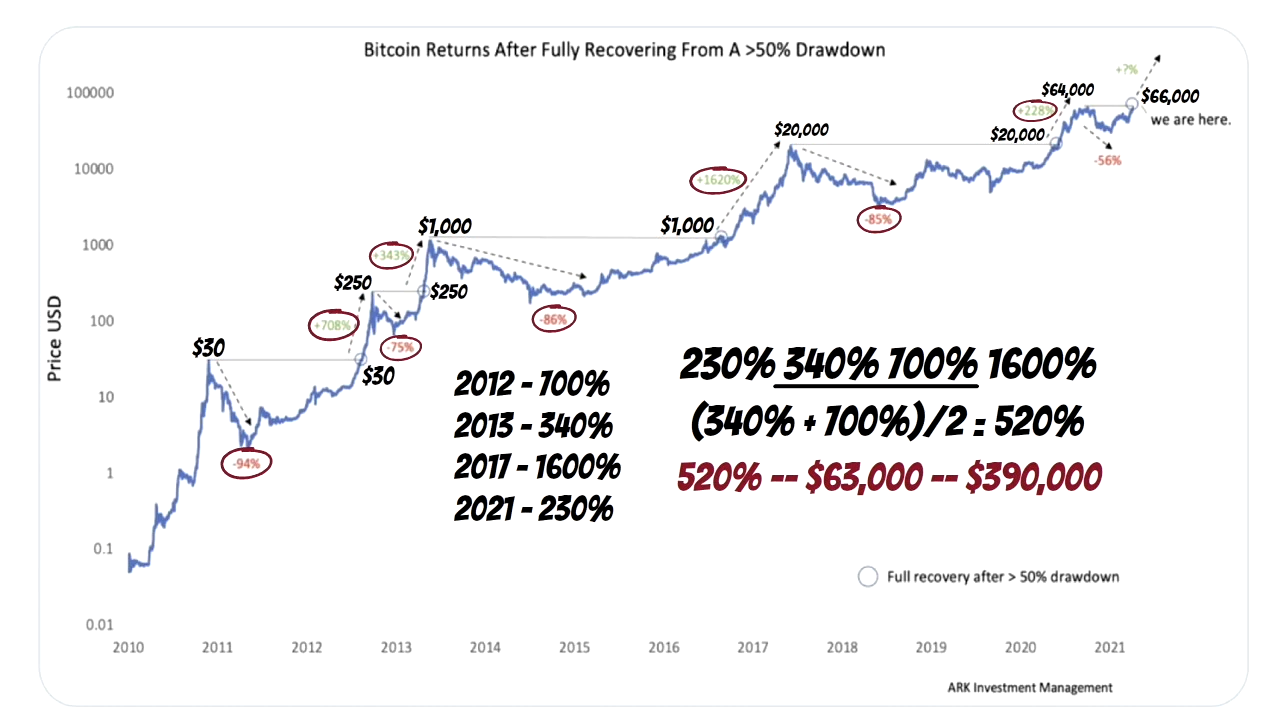 Bitcoin Returns After Fully Recovering From A >50% Drawdown
Price USD
100000
10000
1000
100
10
1
0.1
0.01
2010 2011 2012 2013 2014 2015 2016 2017 2018 2019 2020 2021
$30
-94%
$30
+708%
$250
-75%
$250
+343%
$1,000
-86%
$1,000
+1620%
$20,000
-85%
$20,000
+228%
$64,000
-56%
+?%
$66,000
we are here.
2012 - 700%
2013 - 340%
2017 - 1600%
2021 - 230%
230% 340% 700% 1600%
(340% + 700%)/2 = 520%
520% -- $63,000 -- $390,000
Full recovery after > 50% drawdown
ARK Investment Management